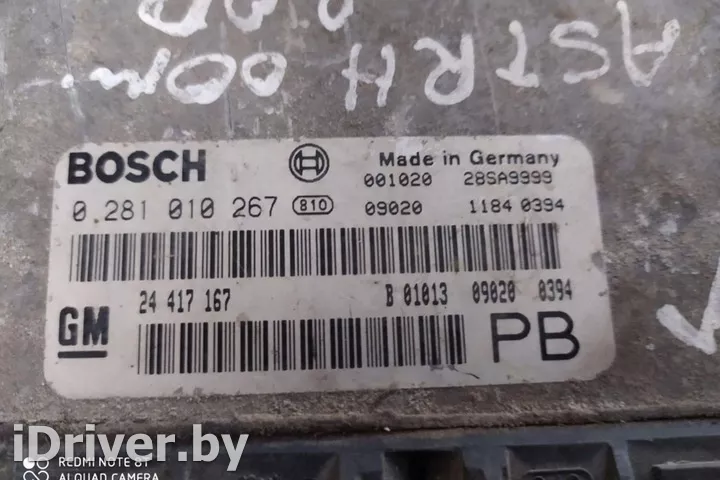 ASTRA 00m.
BOSCH
Made in Germany
001020 28SA9999
0 281 010 267 810 09020 1184 0394
24 417 167 B 01013 09020 0394
GM
PB
iDriver.by
REDMI NOTE 8T
AI QUAD CAMERA